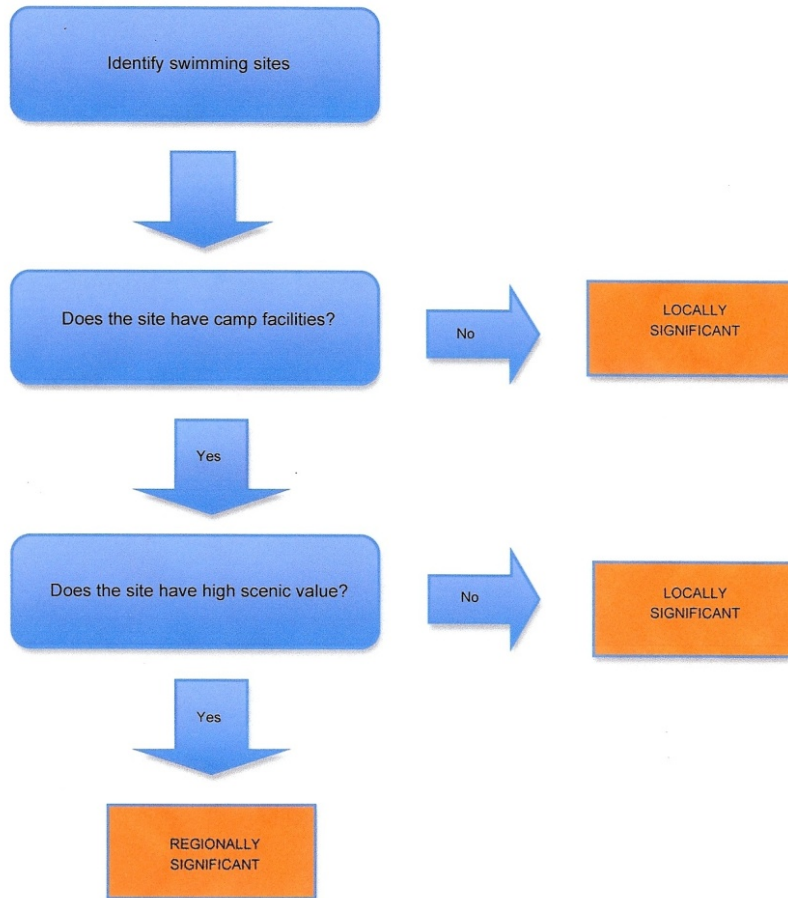 Identify swimming sites
Does the site have camp facilities?
No
LOCALLY
SIGNIFICANT
Yes
Does the site have high scenic value?
No
LOCALLY
SIGNIFICANT
Yes
REGIONALLY
SIGNIFICANT